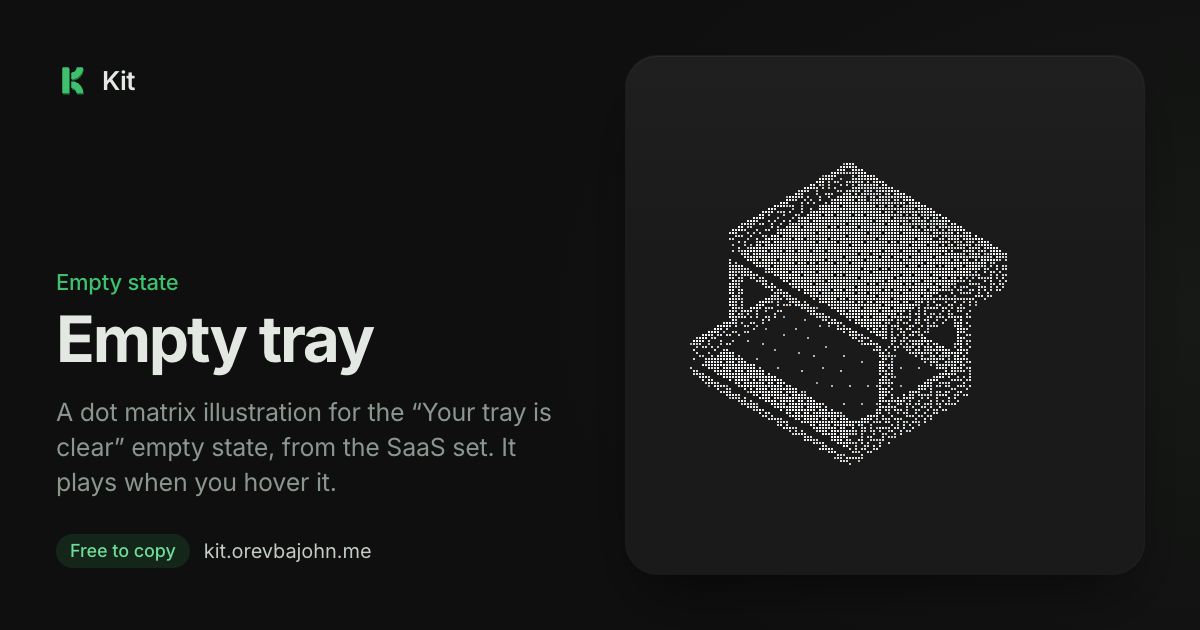 Kit
Empty state
Empty tray
A dot matrix illustration for the “Your tray is
clear” empty state, from the SaaS set. It
plays when you hover it.
Free to copy
kit.orevbajohn.me